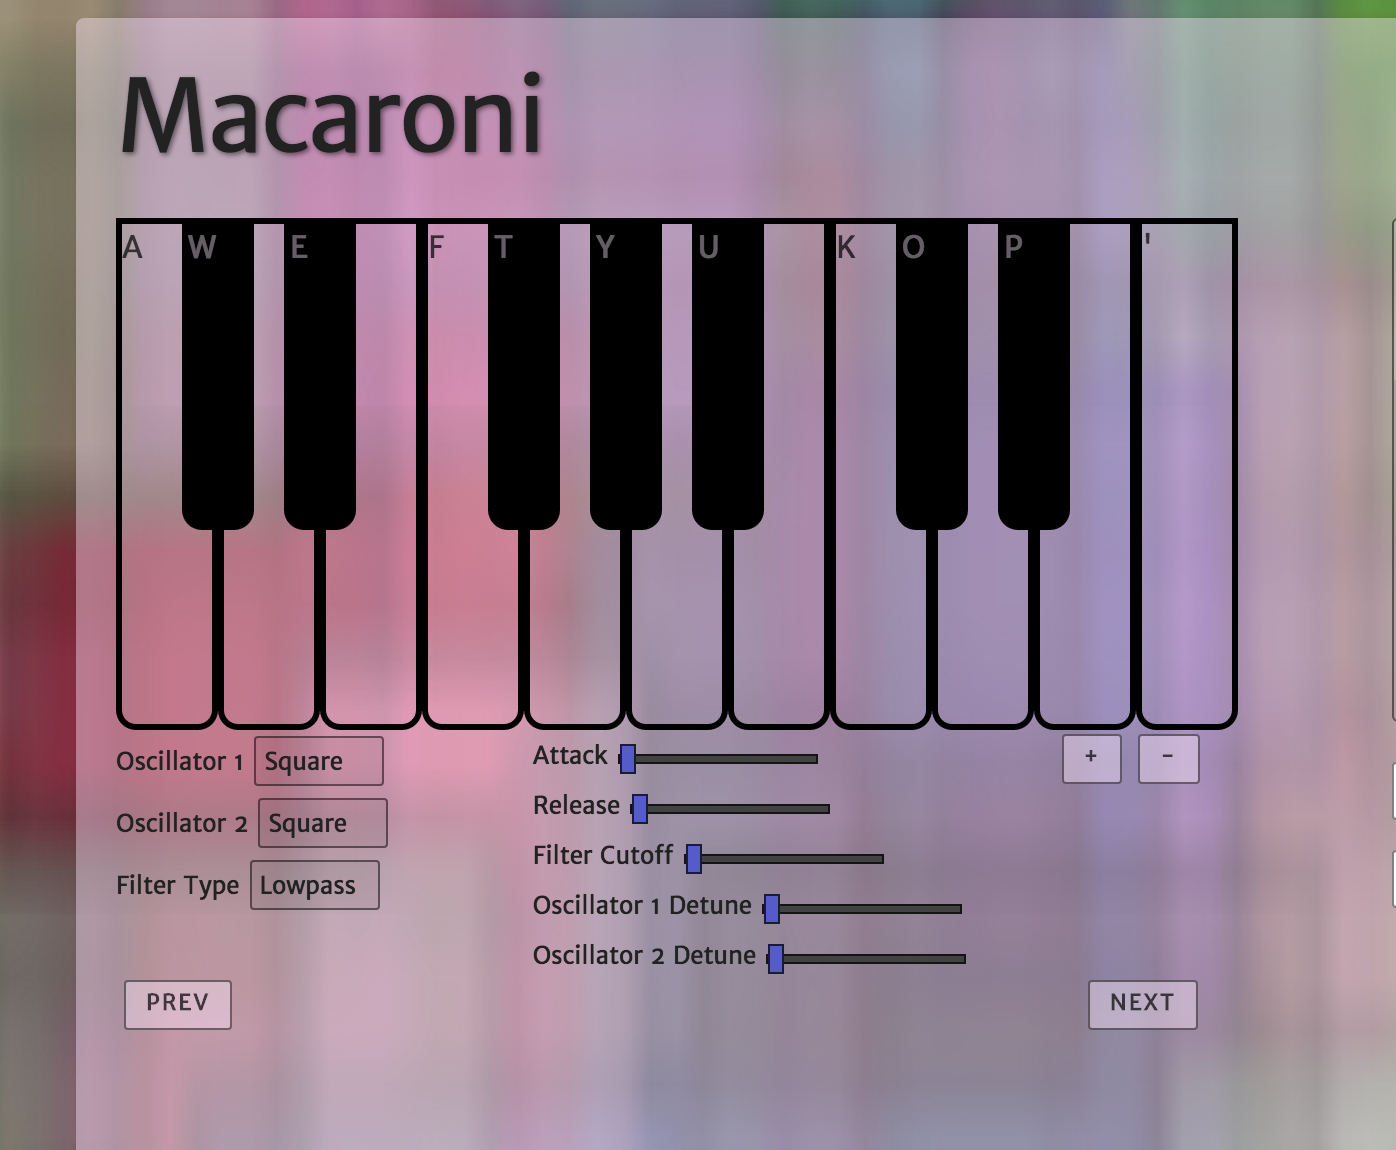 Macaroni
A W E F T Y U K O P '
Oscillator 1 Square
Oscillator 2 Square
Filter Type Lowpass
Attack
Release
Filter Cutoff
Oscillator 1 Detune
Oscillator 2 Detune
+ -
PREV
NEXT